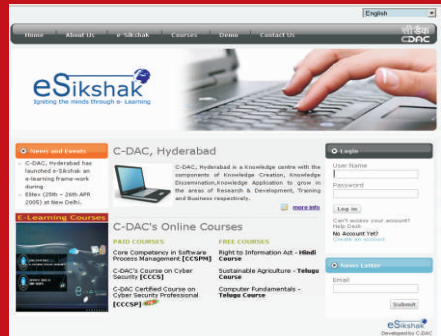 English
Home About Us e-Sikshak Courses Demo Contact Us
सी डैक
CDAC
eSikshak
Igniting the minds through e- Learning
News and Events
C-DAC, Hyderabad has
launched e-Sikshak an
e-learning frame-work
during
Elitex (25th - 26th APR
2005) at New Delhi.
C-DAC, Hyderabad
C-DAC, Hyderabad is a Knowledge centre with the
components of Knowledge Creation, Knowledge
Dissemination,Knowledge Application to grow in
the areas of Research & Development, Training
and Business respectively.
more info
Login
User Name
Password
Log in
Can't access your account?
Help Desk
No Account Yet?
Create an account
E-Learning Courses
C-DAC's Online Courses
PAID COURSES
Core Competency in Software
Process Management [CCSPM]
C-DAC's Course on Cyber
Security [CCCS]
C-DAC Certified Course on
Cyber Security Professional
[CCCSP]
FREE COURSES
Right to Information Act - Hindi
Course
Sustainable Agriculture - Telugu
Course
Computer Fundamentals -
Telugu Course
News Letter
Email
Submit
eSikshak
Developed by C-DAC